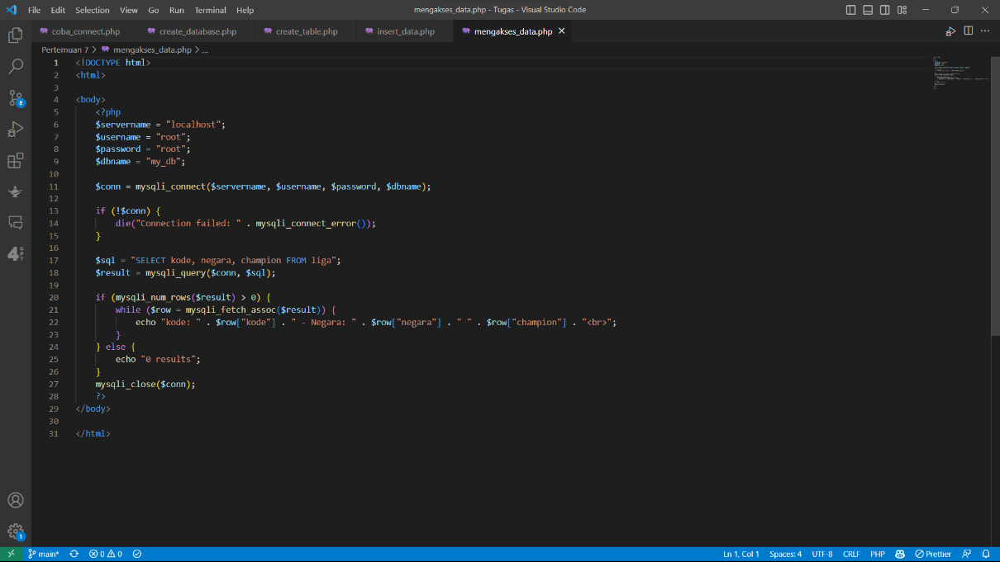 File Edit Selection View Go Run Terminal Help
mengakses_data.php - Tugas - Visual Studio Code
coba_connect.php create_database.php create_table.php insert_data.php mengakses_data.php
Pertemuan 7 > mengakses_data.php > ...
1 <!DOCTYPE html>
2 <html>
3
4 <body>
5 <?php
6 $servername = "localhost";
7 $username = "root";
8 $password = "root";
9 $dbname = "my_db";
10
11 $conn = mysqli_connect($servername, $username, $password, $dbname);
12
13 if (!$conn) {
14 die("Connection failed: " . mysqli_connect_error());
15 }
16
17 $sql = "SELECT kode, negara, champion FROM liga";
18 $result = mysqli_query($conn, $sql);
19
20 if (mysqli_num_rows($result) > 0) {
21 while ($row = mysqli_fetch_assoc($result)) {
22 echo "kode: " . $row["kode"] . " - Negara: " . $row["negara"] . " " . $row["champion"] . "<br>";
23 }
24 } else {
25 echo "0 results";
26 }
27 mysqli_close($conn);
28 ?>
29 </body>
30
31 </html>
8
4 GPT
1
main* 0 0
Ln 1, Col 1 Spaces: 4 UTF-8 CRLF PHP Prettier